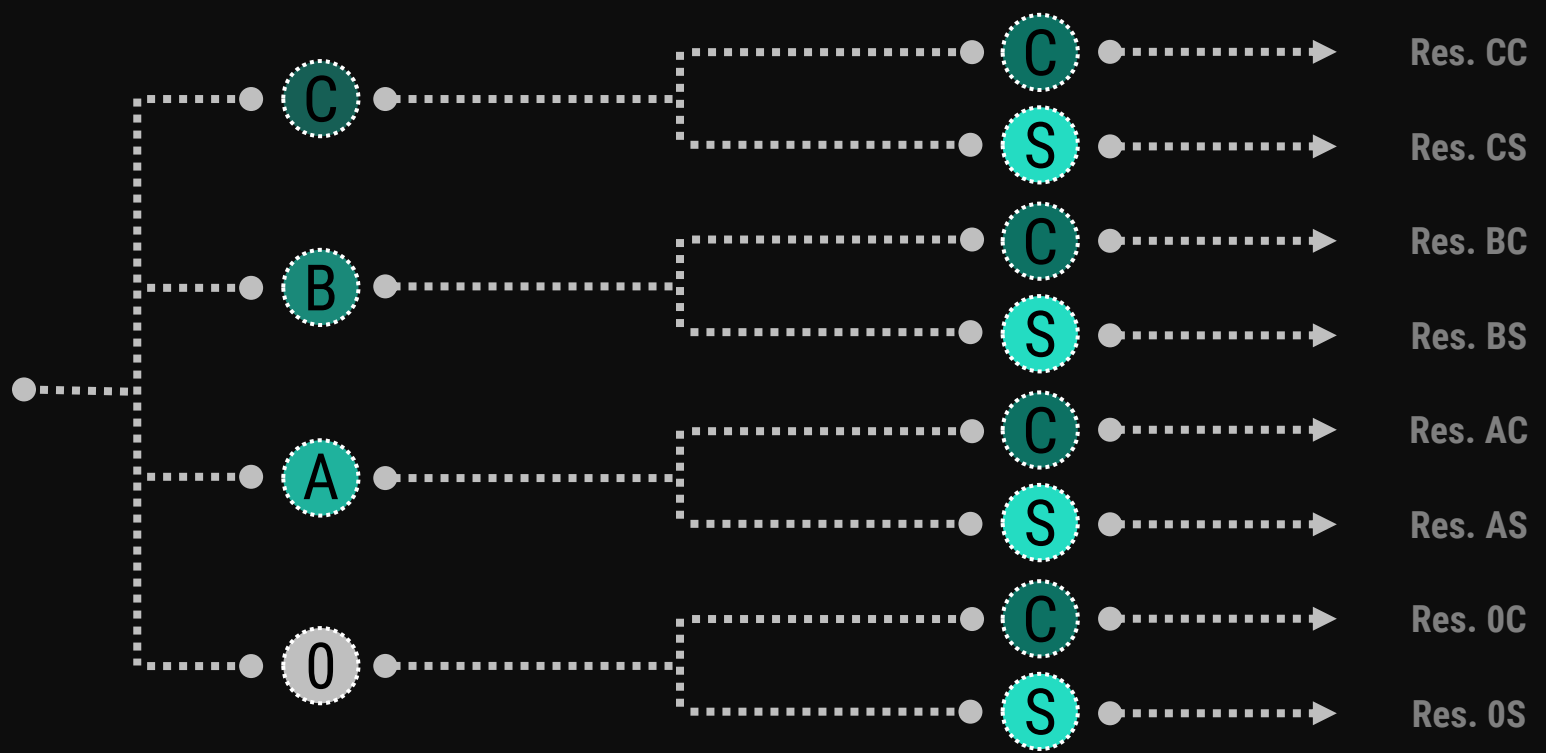 C
Res. CC
C
S
Res. CS
C
Res. BC
B
S
Res. BS
C
Res. AC
A
S
Res. AS
C
Res. 0C
0
S
Res. 0S